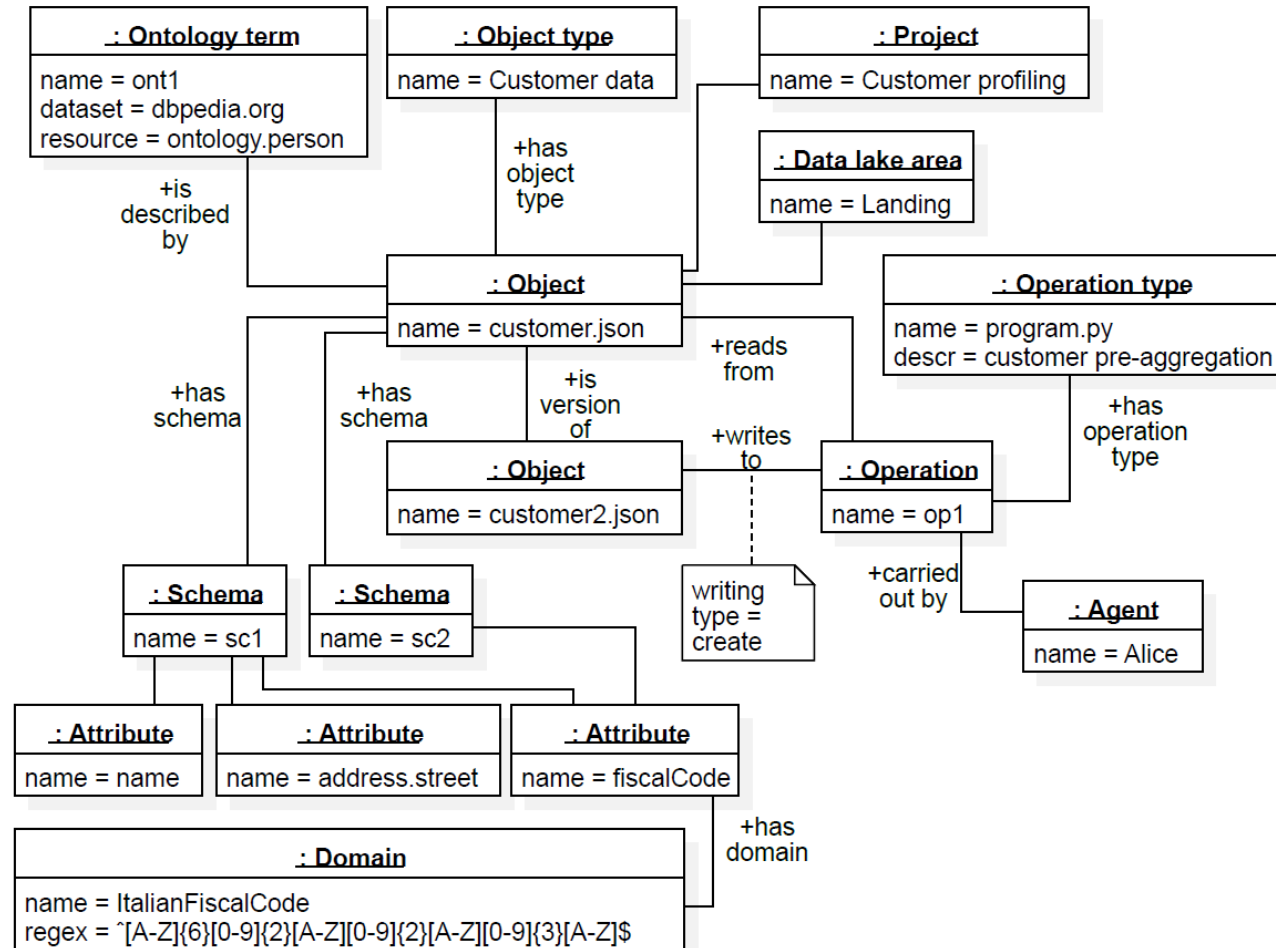 : Ontology term
name = ont1
dataset = dbpedia.org
resource = ontology.person
: Object type
name = Customer data
: Project
name = Customer profiling
: Data lake area
name = Landing
+is
described
by
+has
object
type
: Object
name = customer.json
: Operation type
name = program.py
descr = customer pre-aggregation
+has
schema
+has
schema
+is
version
of
+reads
from
+writes
to
+has
operation
type
: Object
name = customer2.json
: Operation
name = op1
: Schema
name = sc1
: Schema
name = sc2
writing
type =
create
+carried
out by
: Agent
name = Alice
: Attribute
name = name
: Attribute
name = address.street
: Attribute
name = fiscalCode
+has
domain
: Domain
name = ItalianFiscalCode
regex = ^[A-Z]{6}[0-9]{2}[A-Z][0-9]{2}[A-Z][0-9]{3}[A-Z]$